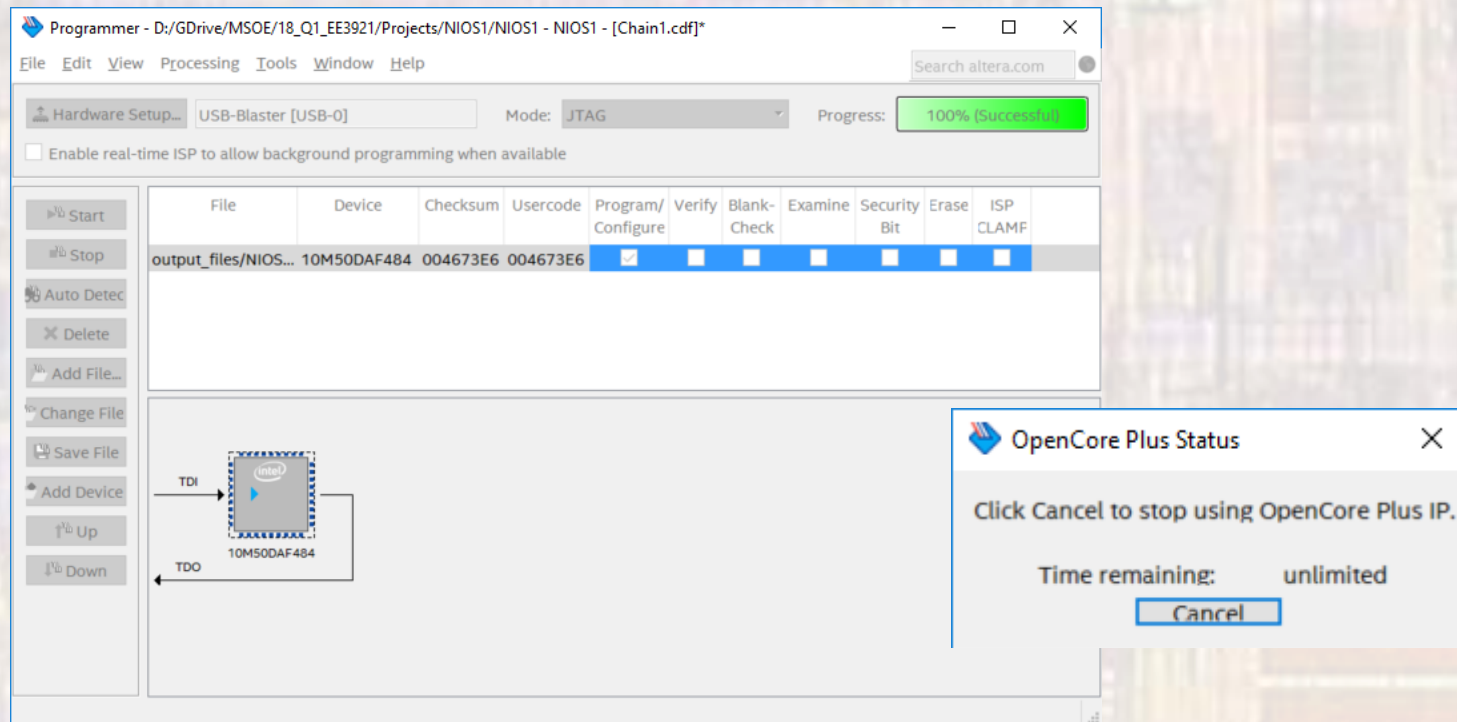 Programmer - D:/GDrive/MSOE/18_Q1_EE3921/Projects/NIOS1/NIOS1 - NIOS1 - [Chain1.cdf]*
File Edit View Processing Tools Window Help
Search altera.com
Hardware Setup... USB-Blaster [USB-0] Mode: JTAG Progress: 100% (Successful)
Enable real-time ISP to allow background programming when available
Start
Stop
Auto Detec
Delete
Add File...
Change File
Save File
Add Device
Up
Down
File Device Checksum Usercode Program/ Verify Blank- Examine Security Erase ISP
Configure Check Bit CLAMP
output_files/NIOS... 10M50DAF484 004673E6 004673E6
TDI
intel
10M50DAF484
TDO
OpenCore Plus Status
Click Cancel to stop using OpenCore Plus IP.
Time remaining: unlimited
Cancel